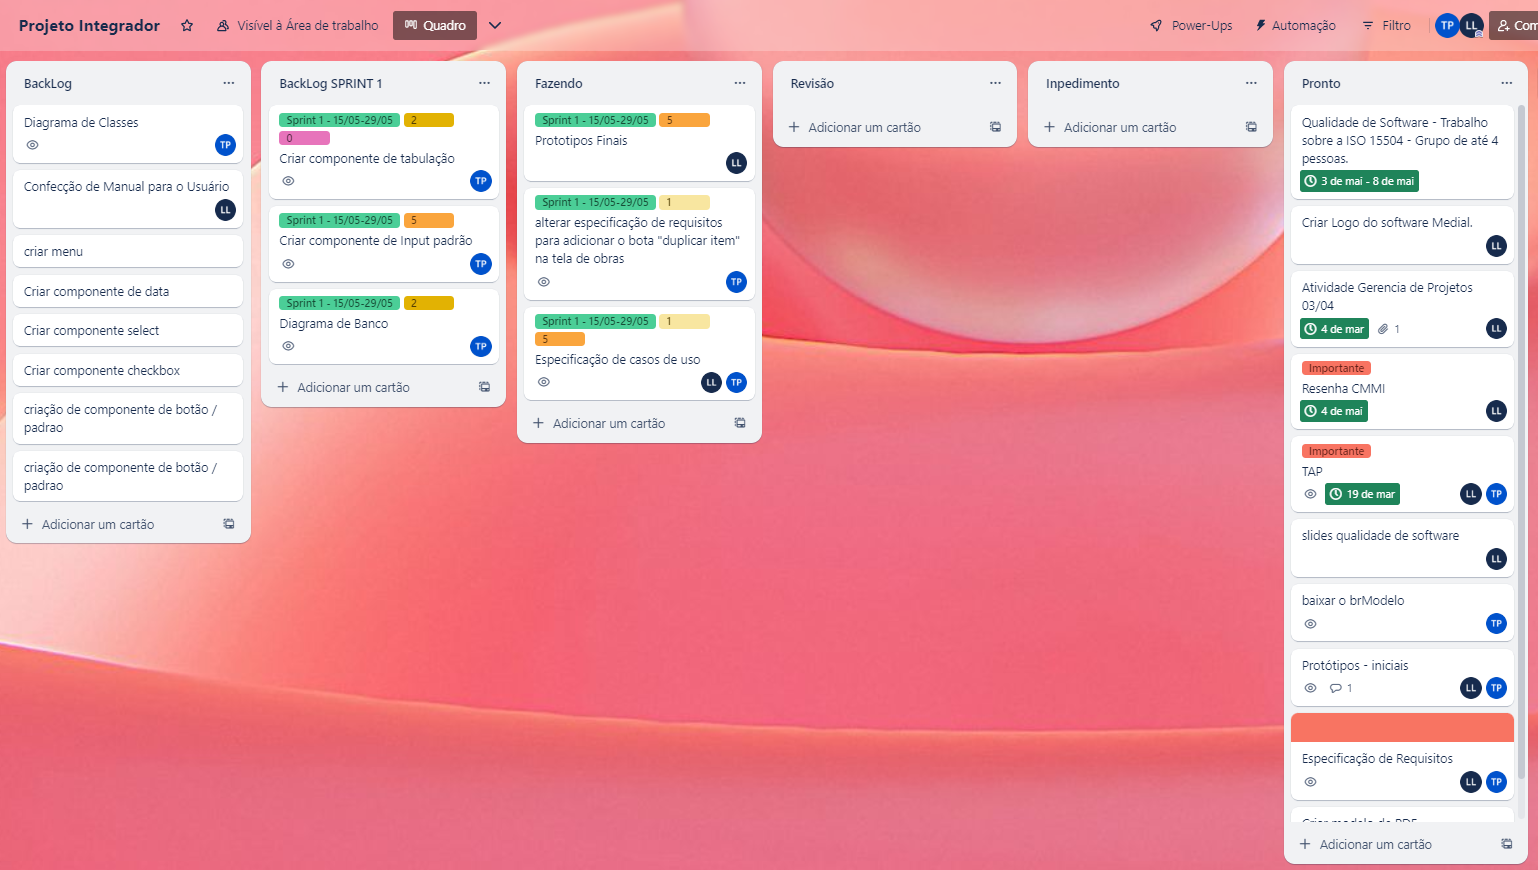 Projeto Integrador
Visível à Área de trabalho
Quadro
Power-Ups
Automação
Filtro
TP
LL
Com
BackLog
Diagrama de Classes
TP
Confecção de Manual para o Usuário
LL
criar menu
Criar componente de data
Criar componente select
Criar componente checkbox
criação de componente de botão /
padrao
criação de componente de botão /
padrao
Adicionar um cartão
BackLog SPRINT 1
Sprint 1 - 15/05-29/05
2
0
Criar componente de tabulação
TP
Sprint 1 - 15/05-29/05
5
Criar componente de Input padrão
TP
Sprint 1 - 15/05-29/05
2
Diagrama de Banco
TP
Adicionar um cartão
Fazendo
Sprint 1 - 15/05-29/05
5
Prototipos Finais
LL
Sprint 1 - 15/05-29/05
1
alterar especificação de requisitos
para adicionar o bota "duplicar item"
na tela de obras
TP
Sprint 1 - 15/05-29/05
1
5
Especificação de casos de uso
LL
TP
Adicionar um cartão
Revisão
Adicionar um cartão
Inpedimento
Adicionar um cartão
Pronto
Qualidade de Software - Trabalho
sobre a ISO 15504 - Grupo de até 4
pessoas.
3 de mai - 8 de mai
Criar Logo do software Medial.
LL
Atividade Gerencia de Projetos
03/04
4 de mar
1
LL
Importante
Resenha CMMI
4 de mai
LL
Importante
TAP
19 de mar
LL
TP
slides qualidade de software
LL
baixar o brModelo
TP
Protótipos - iniciais
1
LL
TP
Especificação de Requisitos
LL
TP
Criar modelo de PDF
Adicionar um cartão